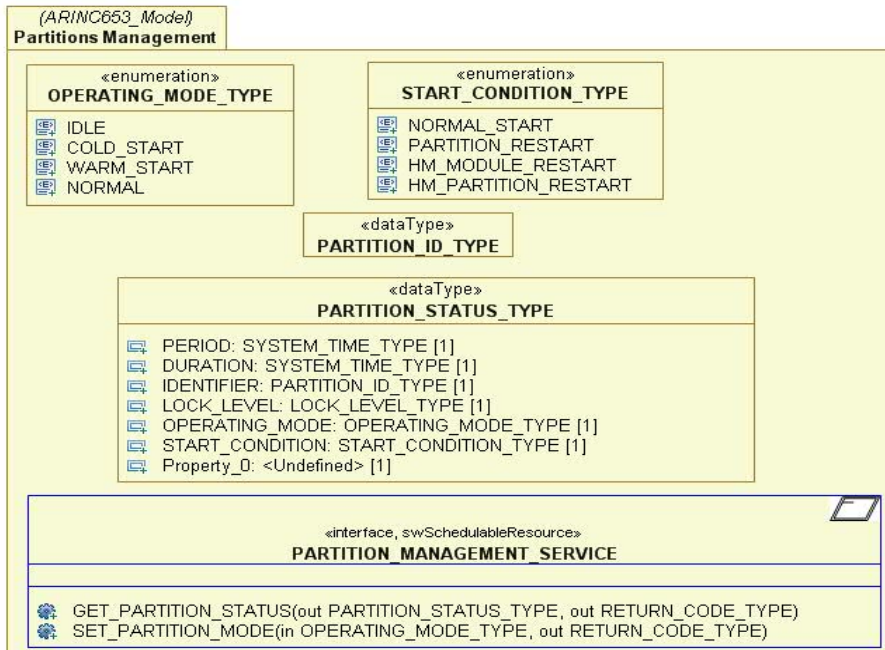 (ARINC653_Model)
Partitions Management
«enumeration»
OPERATING_MODE_TYPE
IDLE
COLD_START
WARM_START
NORMAL
«enumeration»
START_CONDITION_TYPE
NORMAL_START
PARTITION_RESTART
HM_MODULE_RESTART
HM_PARTITION_RESTART
«dataType»
PARTITION_ID_TYPE
«dataType»
PARTITION_STATUS_TYPE
PERIOD: SYSTEM_TIME_TYPE [1]
DURATION: SYSTEM_TIME_TYPE [1]
IDENTIFIER: PARTITION_ID_TYPE [1]
LOCK_LEVEL: LOCK_LEVEL_TYPE [1]
OPERATING_MODE: OPERATING_MODE_TYPE [1]
START_CONDITION: START_CONDITION_TYPE [1]
Property_0: <Undefined> [1]
«interface, swSchedulableResource»
PARTITION_MANAGEMENT_SERVICE
GET_PARTITION_STATUS(out PARTITION_STATUS_TYPE, out RETURN_CODE_TYPE)
SET_PARTITION_MODE(in OPERATING_MODE_TYPE, out RETURN_CODE_TYPE)